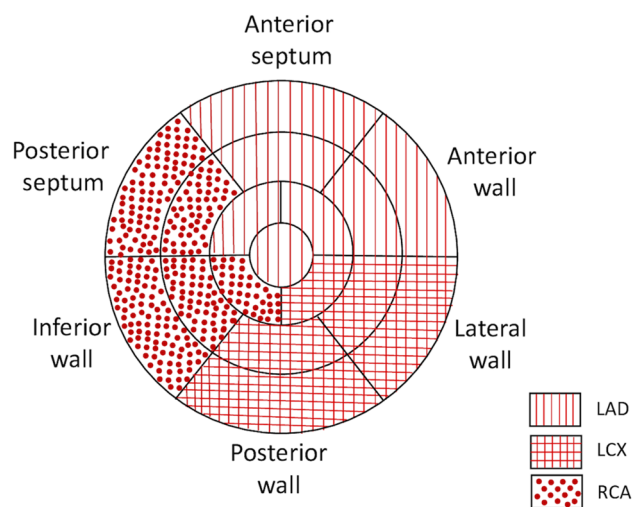 Anterior
septum
Posterior
septum
Anterior
wall
Inferior
wall
Lateral
wall
Posterior
wall
LAD
LCX
RCA